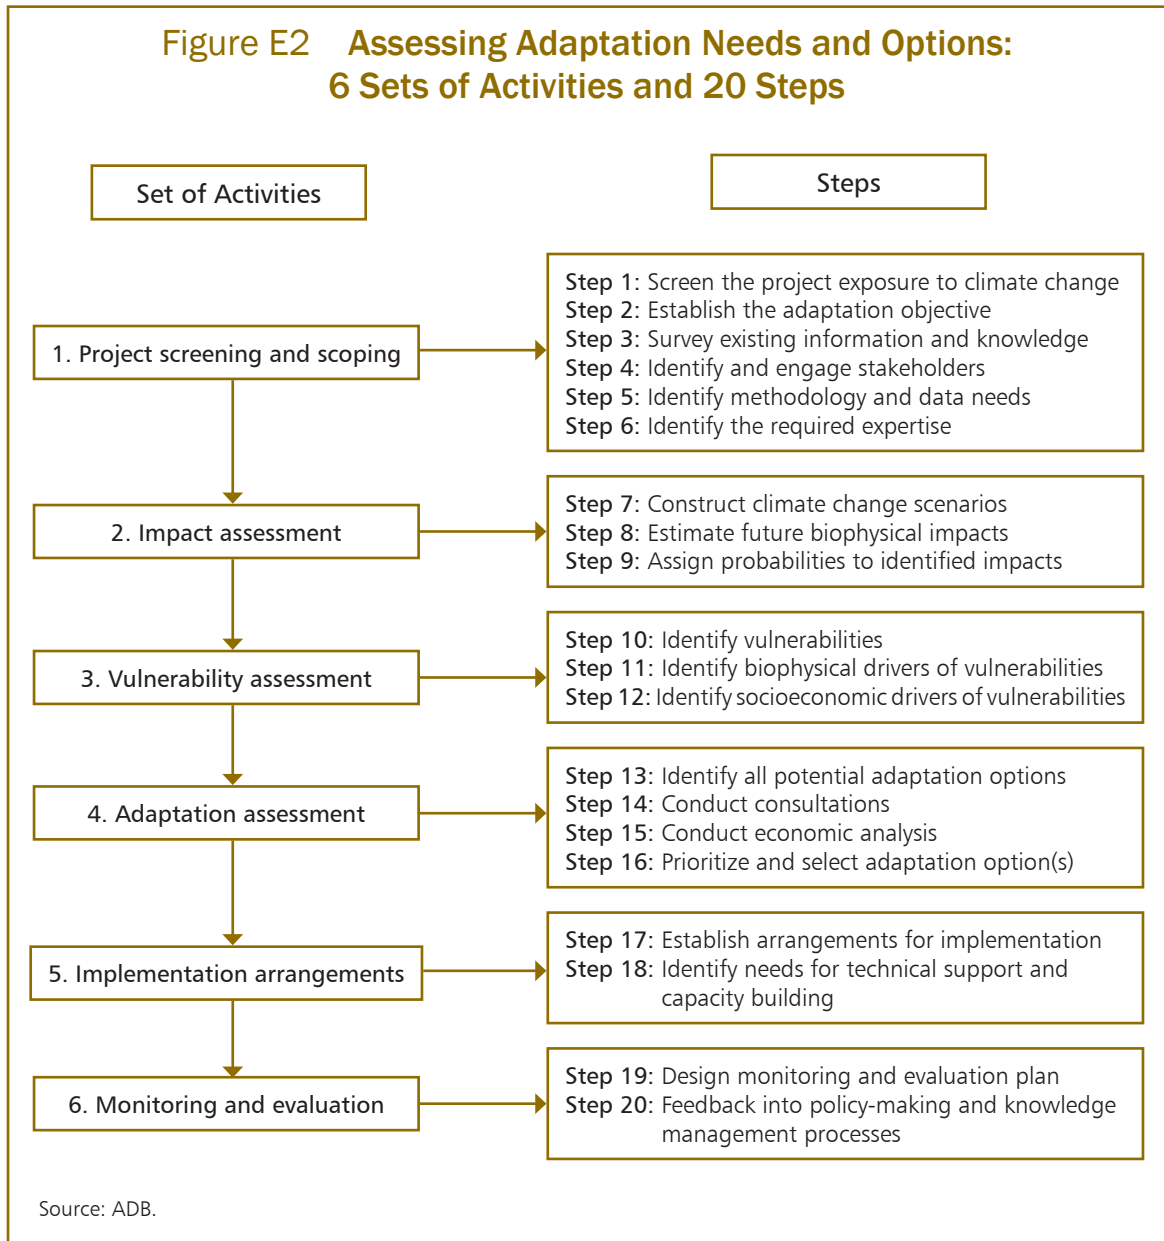 Figure E2 Assessing Adaptation Needs and Options:
6 Sets of Activities and 20 Steps
Set of Activities
Steps
1. Project screening and scoping
Step 1: Screen the project exposure to climate change
Step 2: Establish the adaptation objective
Step 3: Survey existing information and knowledge
Step 4: Identify and engage stakeholders
Step 5: Identify methodology and data needs
Step 6: Identify the required expertise
2. Impact assessment
Step 7: Construct climate change scenarios
Step 8: Estimate future biophysical impacts
Step 9: Assign probabilities to identified impacts
3. Vulnerability assessment
Step 10: Identify vulnerabilities
Step 11: Identify biophysical drivers of vulnerabilities
Step 12: Identify socioeconomic drivers of vulnerabilities
4. Adaptation assessment
Step 13: Identify all potential adaptation options
Step 14: Conduct consultations
Step 15: Conduct economic analysis
Step 16: Prioritize and select adaptation option(s)
5. Implementation arrangements
Step 17: Establish arrangements for implementation
Step 18: Identify needs for technical support and
capacity building
6. Monitoring and evaluation
Step 19: Design monitoring and evaluation plan
Step 20: Feedback into policy-making and knowledge
management processes
Source: ADB.